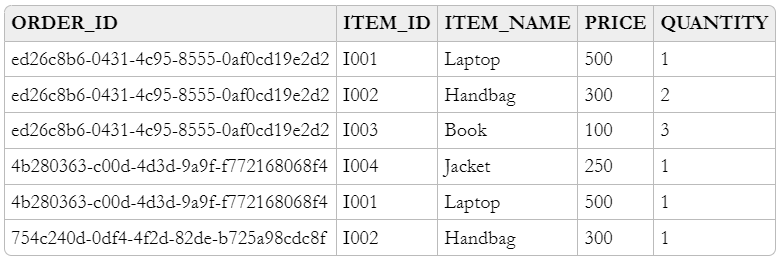 ORDER_ID ITEM_ID ITEM_NAME PRICE QUANTITY
ed26c8b6-0431-4c95-8555-0af0cd19e2d2 I001 Laptop 500 1
ed26c8b6-0431-4c95-8555-0af0cd19e2d2 I002 Handbag 300 2
ed26c8b6-0431-4c95-8555-0af0cd19e2d2 I003 Book 100 3
4b280363-c00d-4d3d-9a9f-f772168068f4 I004 Jacket 250 1
4b280363-c00d-4d3d-9a9f-f772168068f4 I001 Laptop 500 1
754c240d-0df4-4f2d-82de-b725a98cdc8f I002 Handbag 300 1